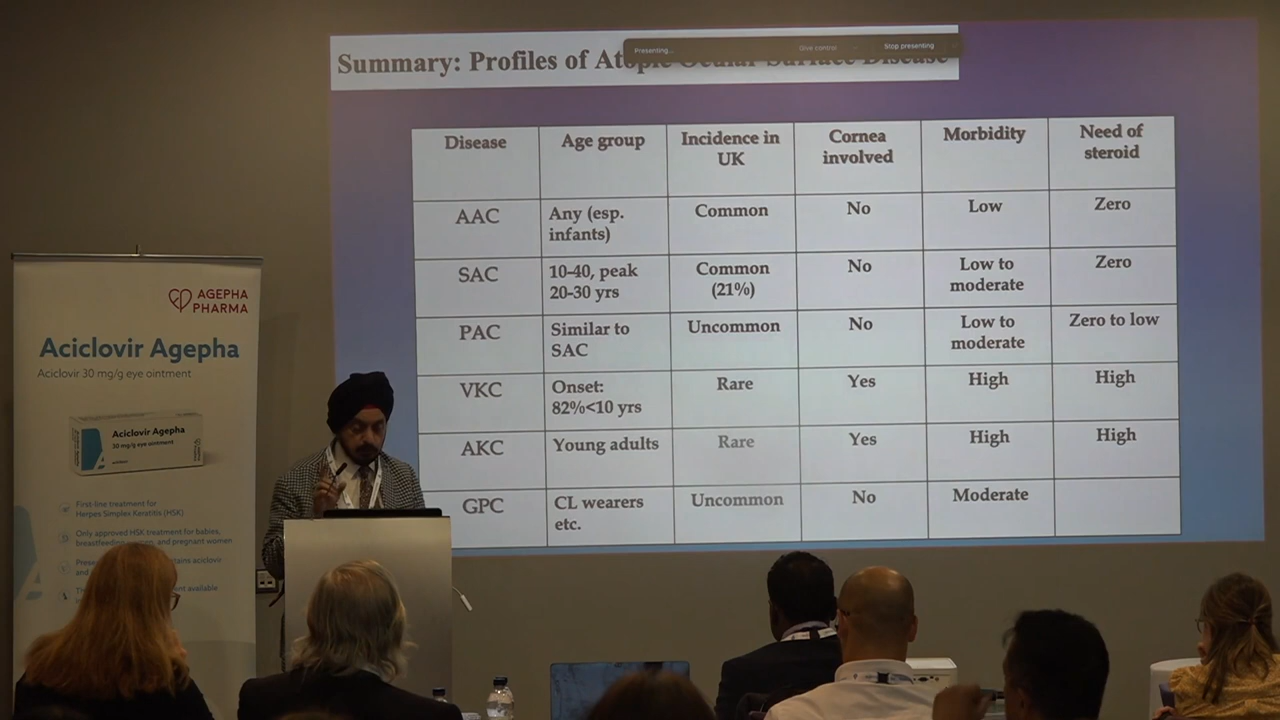 Presenting...
Give control
Stop presenting
Summary: Profiles of Atopic Ocular Surface Disease
Disease
Age group
Incidence in
UK
Cornea
involved
Morbidity
Need of
steroid
AAC
Any (esp.
infants)
Common
No
Low
Zero
SAC
10-40, peak
20-30 yrs
Common
(21%)
No
Low to
moderate
Zero
PAC
Similar to
SAC
Uncommon
No
Low to
moderate
Zero to low
VKC
Onset:
82%<10 yrs
Rare
Yes
High
High
AKC
Young adults
Rare
Yes
High
High
GPC
CL wearers
etc.
Uncommon
No
Moderate
AGEPHA
PHARMA
Aciclovir Agepha
Aciclovir 30 mg/g eye ointment
Aciclovir Agepha
30 mg/g eye ointment
First-line treatment for
Herpes Simplex Keratitis (HSK)
Only approved HSK treatment for babies,
breastfeeding and pregnant women
aciclovir
and
available